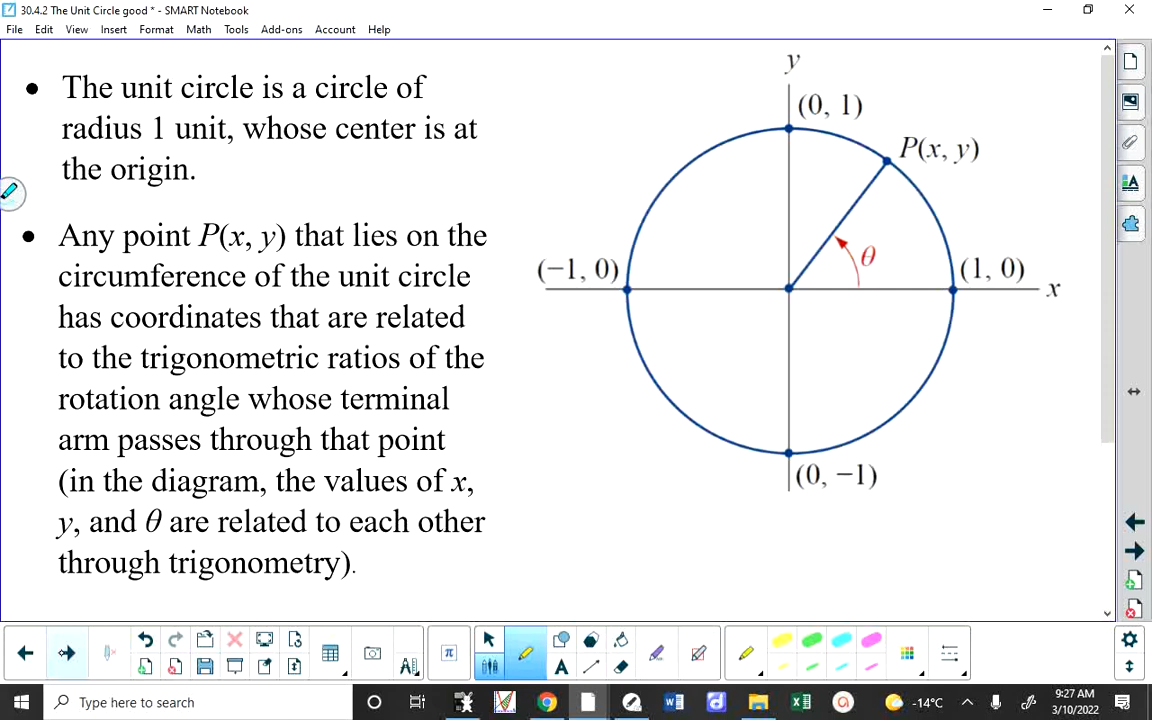 30.4.2 The Unit Circle good * - SMART Notebook
File Edit View Insert Format Math Tools Add-ons Account Help
• The unit circle is a circle of
radius 1 unit, whose center is at
the origin.
• Any point P(x, y) that lies on the
circumference of the unit circle
has coordinates that are related
to the trigonometric ratios of the
rotation angle whose terminal
arm passes through that point
(in the diagram, the values of x,
y, and θ are related to each other
through trigonometry).
y
(0, 1)
P(x, y)
θ
(−1, 0)
(1, 0)
x
(0, −1)
π
A
Type here to search
-14°C
9:27 AM
3/10/2022